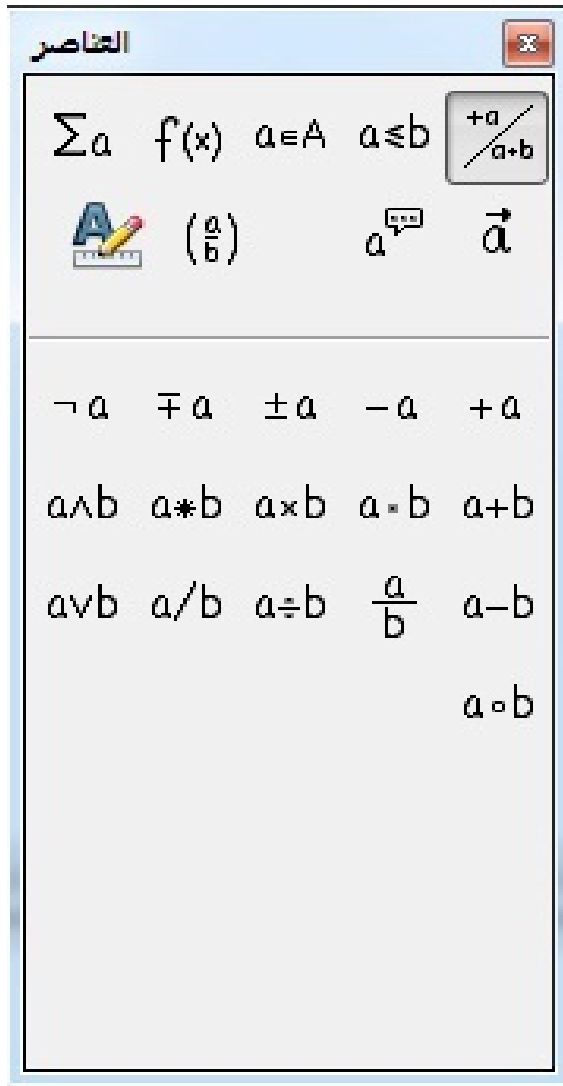 العناصر
Σa f(x) a∈A a≤b +a/a+b
A (a/b) a a⃗
¬a ∓a ±a −a +a
a∧b a∗b a×b a·b a+b
a∨b a/b a÷b a/b a−b
a∘b